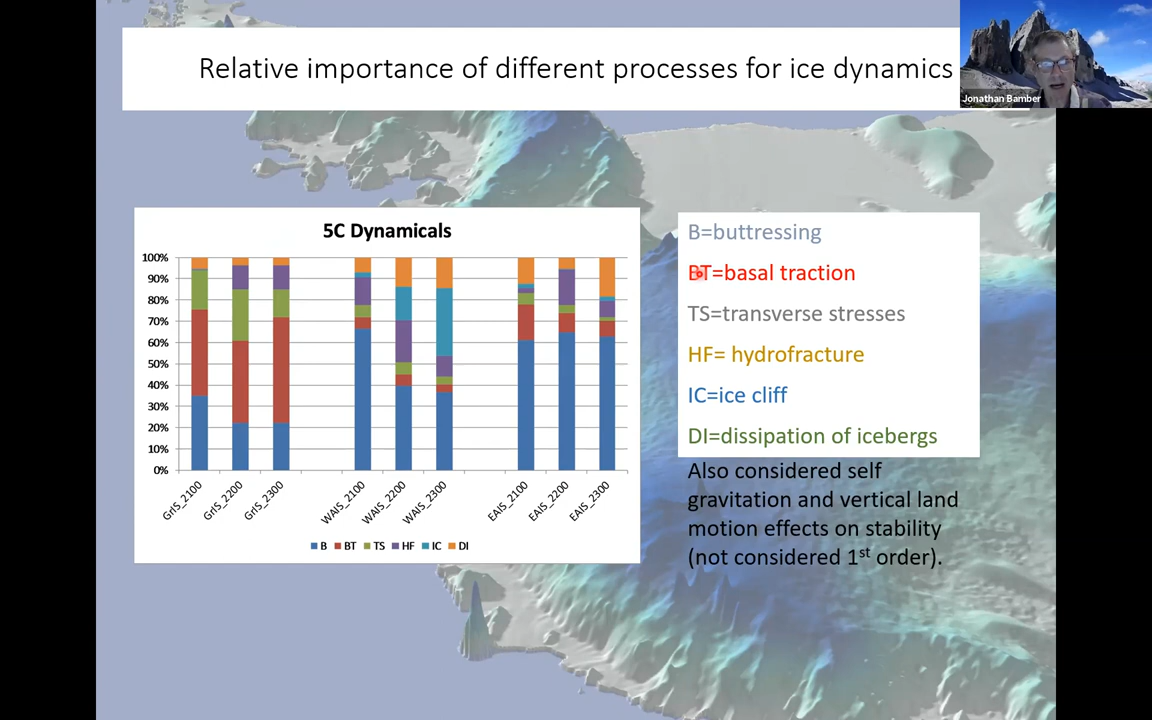 Relative importance of different processes for ice dynamics
Jonathan Bamber
5C Dynamicals
100%
90%
80%
70%
60%
50%
40%
30%
20%
10%
0%
GrIS_2100
GrIS_2200
GrIS_2300
WAIS_2100
WAIS_2200
WAIS_2300
EAIS_2100
EAIS_2200
EAIS_2300
B BT TS HF IC DI
B=buttressing
BT=basal traction
TS=transverse stresses
HF= hydrofracture
IC=ice cliff
DI=dissipation of icebergs
Also considered self
gravitation and vertical land
motion effects on stability
(not considered 1st order).